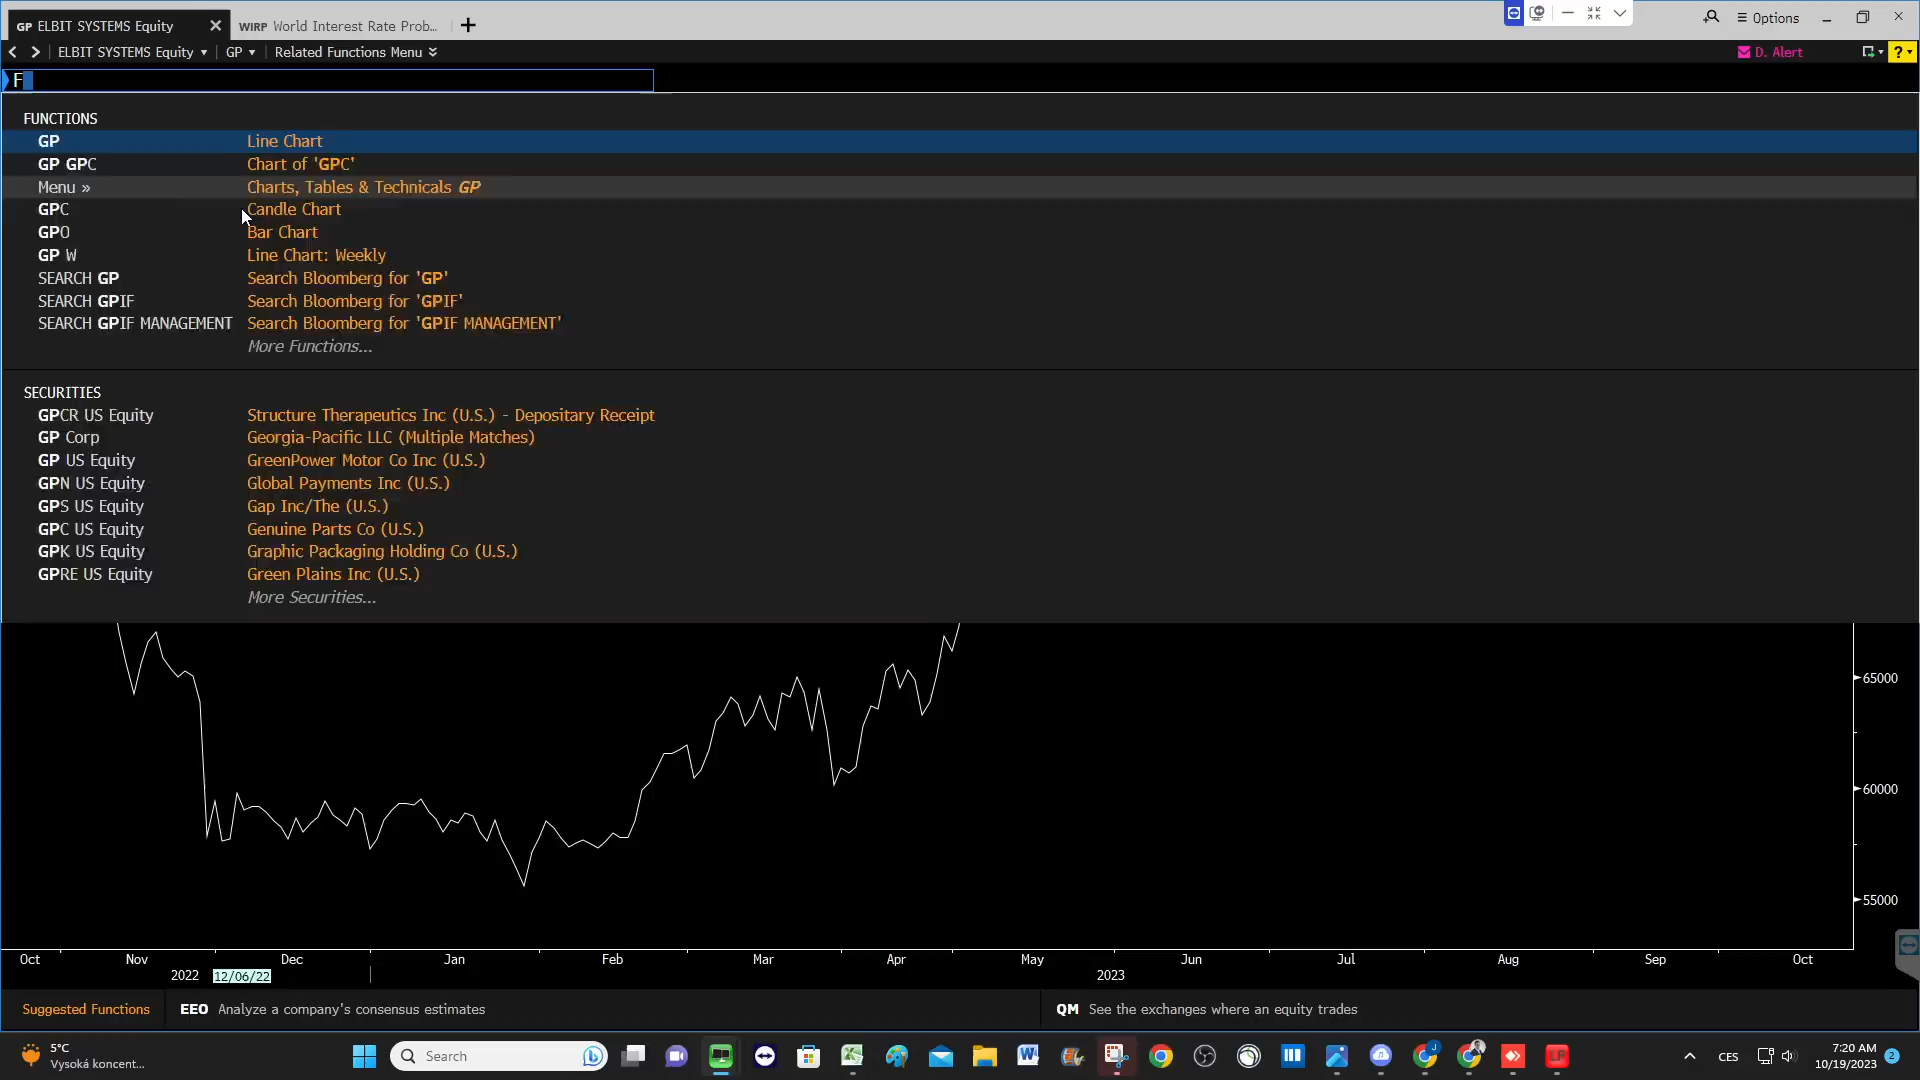 GP ELBIT SYSTEMS Equity
WIRP World Interest Rate Prob...
Options
ELBIT SYSTEMS Equity
GP
Related Functions Menu
D. Alert
?
F
FUNCTIONS
GP Line Chart
GP GPC Chart of 'GPC'
Menu » Charts, Tables & Technicals GP
GPC Candle Chart
GPO Bar Chart
GP W Line Chart: Weekly
SEARCH GP Search Bloomberg for 'GP'
SEARCH GPIF Search Bloomberg for 'GPIF'
SEARCH GPIF MANAGEMENT Search Bloomberg for 'GPIF MANAGEMENT'
More Functions...
SECURITIES
GPCR US Equity Structure Therapeutics Inc (U.S.) - Depositary Receipt
GP Corp Georgia-Pacific LLC (Multiple Matches)
GP US Equity GreenPower Motor Co Inc (U.S.)
GPN US Equity Global Payments Inc (U.S.)
GPS US Equity Gap Inc/The (U.S.)
GPC US Equity Genuine Parts Co (U.S.)
GPK US Equity Graphic Packaging Holding Co (U.S.)
GPRE US Equity Green Plains Inc (U.S.)
More Securities...
65000
60000
55000
Oct Nov Dec Jan Feb Mar Apr May Jun Jul Aug Sep Oct
2022 12/06/22 2023
Suggested Functions EEO Analyze a company's consensus estimates QM See the exchanges where an equity trades
5°C
Vysoká koncent...
Search
CES
7:20 AM
10/19/2023
2